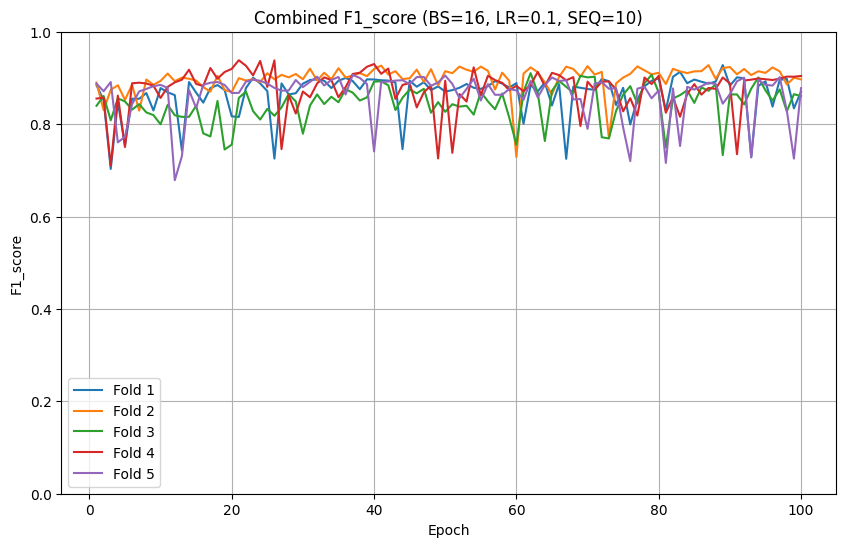 Combined F1_score (BS=16, LR=0.1, SEQ=10)
1.0
0.8
0.6
0.4
0.2
0.0
F1_score
Fold 1
Fold 2
Fold 3
Fold 4
Fold 5
0 20 40 60 80 100
Epoch